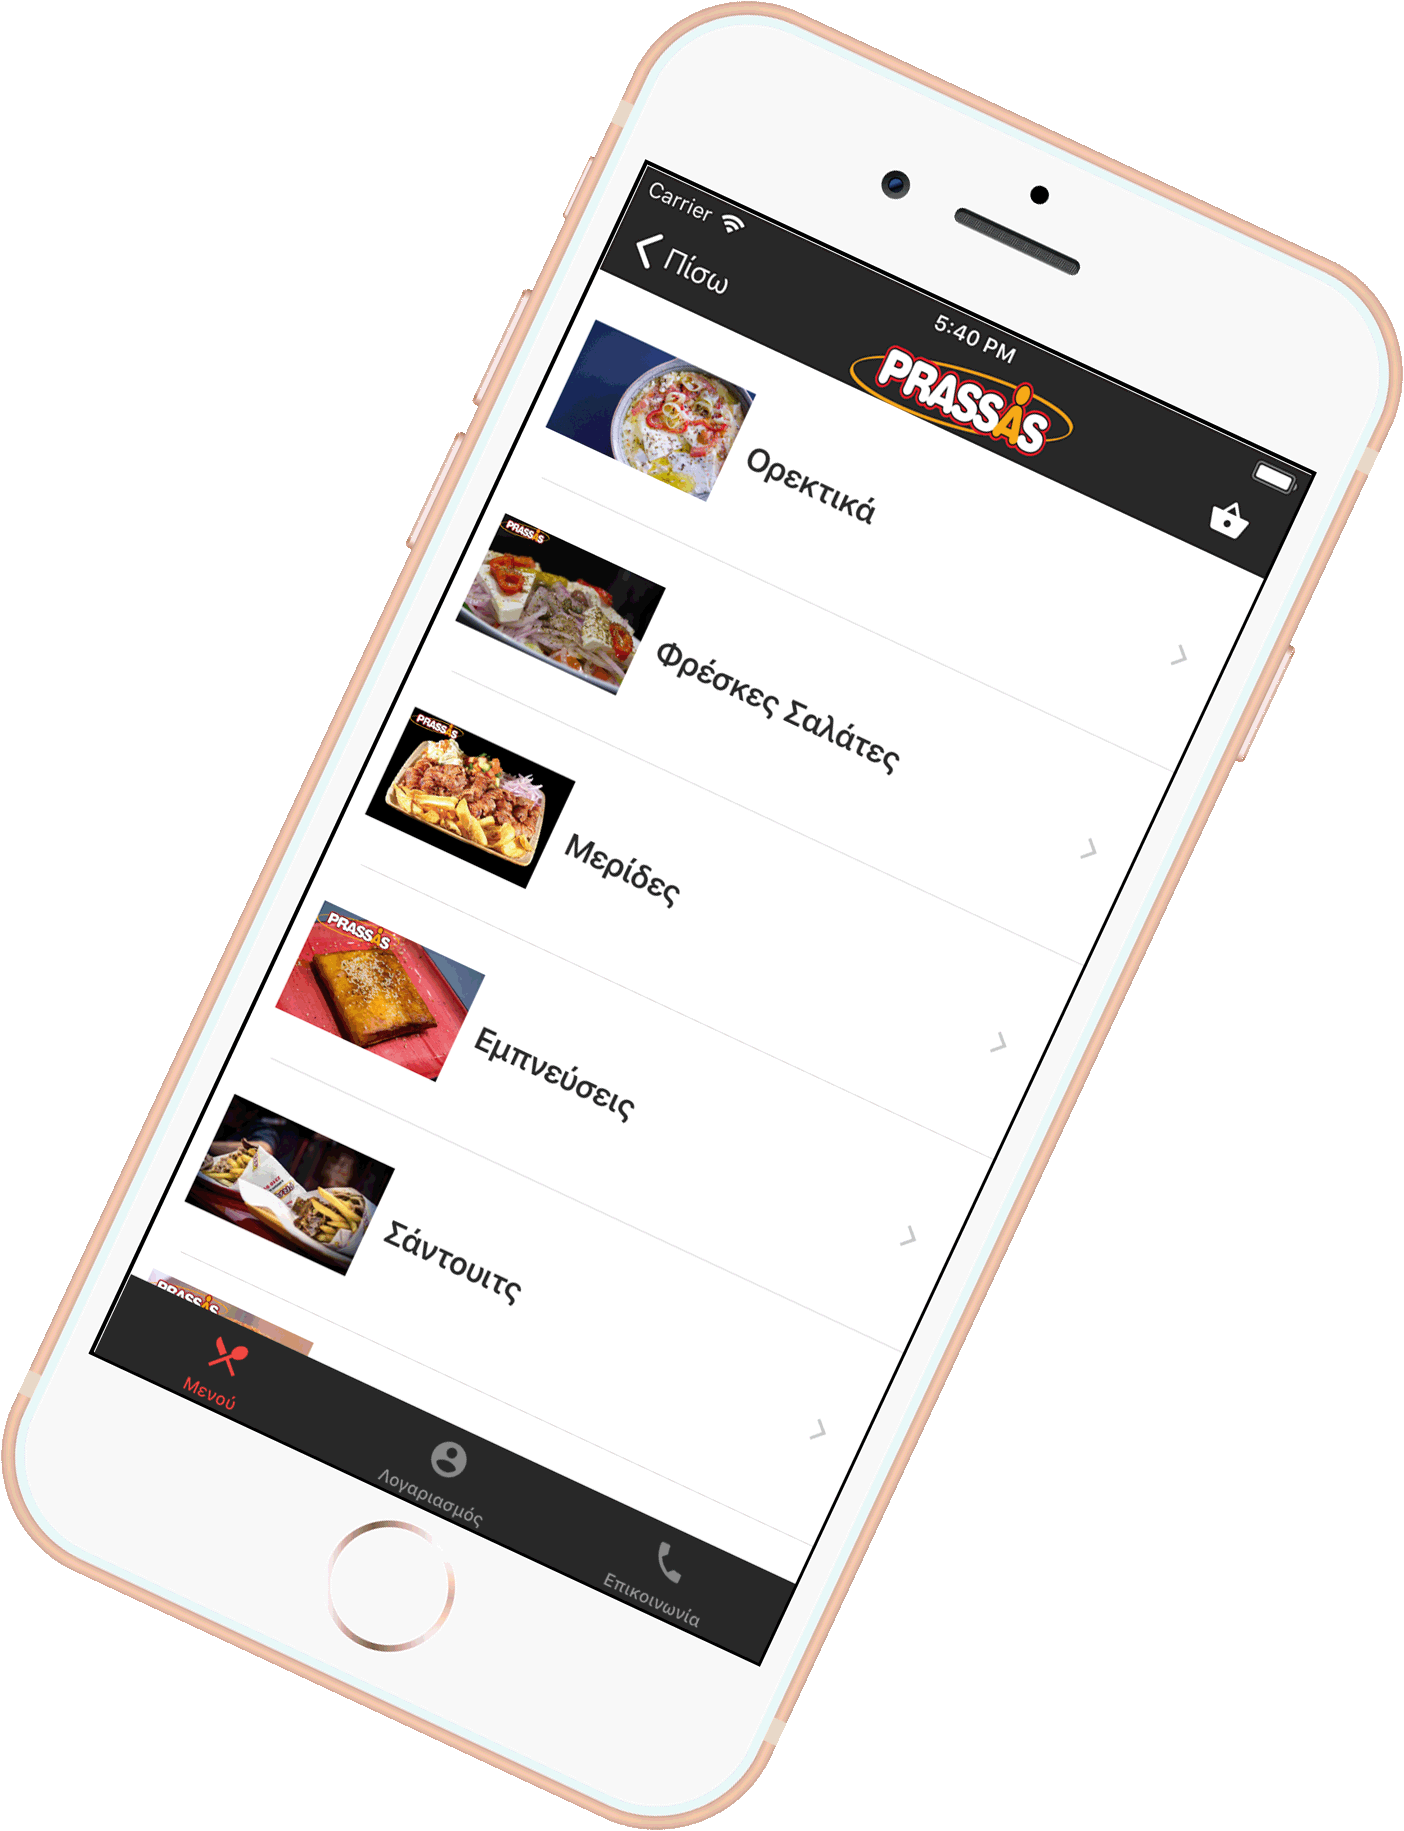 Carrier
5:40 PM
Πίσω
PRASSAS
Ορεκτικά
PRASSAS
Φρέσκες Σαλάτες
PRASSAS
Μερίδες
PRASSAS
Εμπνεύσεις
Σάντουιτς
PRASSAS
Μενού
Λογαριασμός
Επικοινωνία